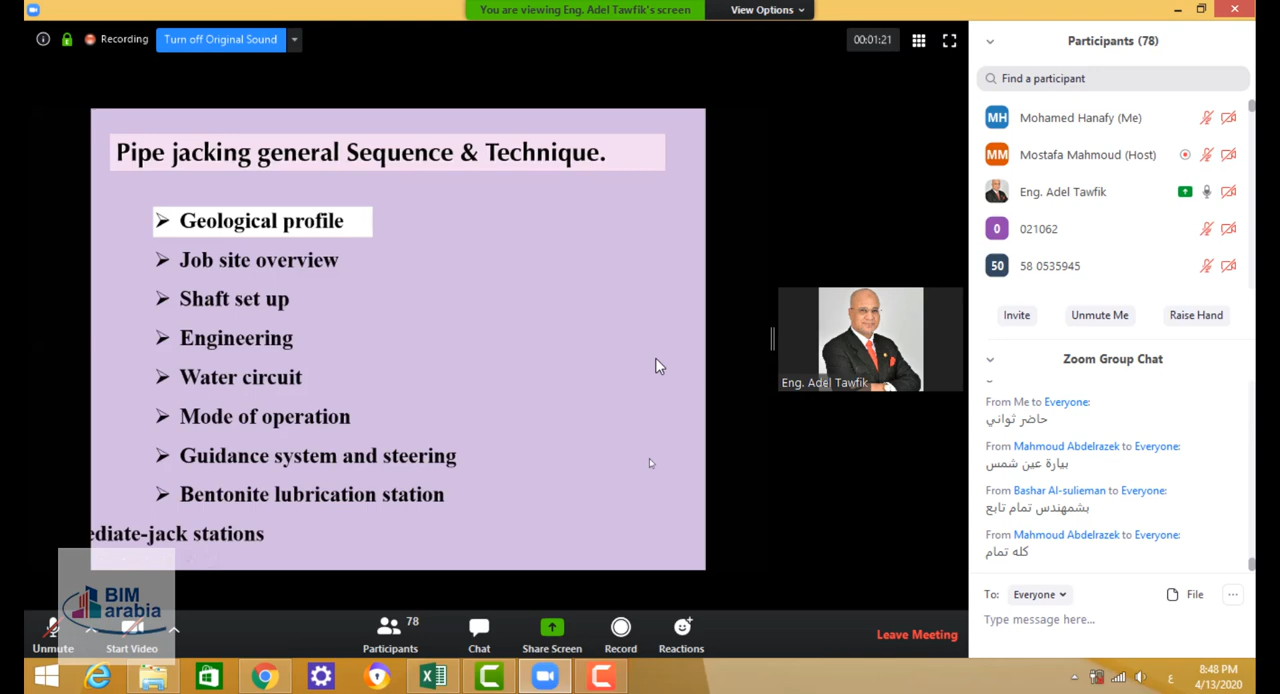 You are viewing Eng. Adel Tawfik's screen
View Options
Recording
Turn off Original Sound
00:01:21
Participants (78)
Find a participant
Pipe jacking general Sequence & Technique.
Geological profile
Job site overview
Shaft set up
Engineering
Water circuit
Mode of operation
Guidance system and steering
Bentonite lubrication station
ediate-jack stations
Eng. Adel Tawfik
MH Mohamed Hanafy (Me)
MM Mostafa Mahmoud (Host)
Eng. Adel Tawfik
0 021062
50 58 0535945
Invite Unmute Me Raise Hand
Zoom Group Chat
From Me to Everyone:
حاضر ثواني
From Mahmoud Abdelrazek to Everyone:
بيارة عين شمس
From Bashar Al-sulieman to Everyone:
بشمهندس تمام تابع
From Mahmoud Abdelrazek to Everyone:
كله تمام
To: Everyone File
Type message here...
BIM
arabia
78
Unmute Start Video Participants Chat Share Screen Record Reactions Leave Meeting
ع
8:48 PM
4/13/2020